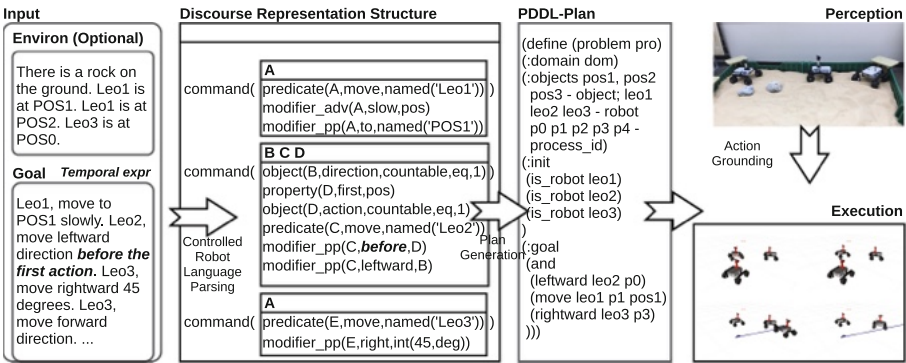 Input
Environ (Optional)
There is a rock on
the ground. Leo1 is
at POS1. Leo1 is at
POS2. Leo3 is at
POS0.
Goal Temporal expr
Leo1, move to
POS1 slowly. Leo2,
move leftward
direction before the
first action. Leo3,
move rightward 45
degrees. Leo3,
move forward
direction. ...
Controlled
Robot
Language
Parsing
Discourse Representation Structure
A
command( predicate(A,move,named('Leo1')) )
modifier_adv(A,slow,pos)
modifier_pp(A,to,named('POS1'))
B C D
command( object(B,direction,countable,eq,1) )
property(D,first,pos)
object(D,action,countable,eq,1)
predicate(C,move,named('Leo2'))
modifier_pp(C,before,D)
modifier_pp(C,leftward,B)
A
command( predicate(E,move,named('Leo3')) )
modifier_pp(E,right,int(45,deg))
Plan
Generation
PDDL-Plan
(define (problem pro)
(:domain dom)
(:objects pos1, pos2
pos3 - object; leo1
leo2 leo3 - robot
p0 p1 p2 p3 p4 -
process_id)
(:init
(is_robot leo1)
(is_robot leo2)
(is_robot leo3)
)
(:goal
(and
(leftward leo2 p0)
(move leo1 p1 pos1)
(rightward leo3 p3)
)))
Perception
Action
Grounding
Execution